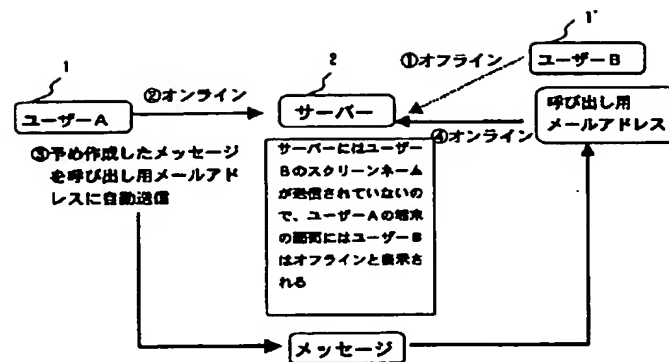 1
1'
2
①オフライン
ユーザーB
②オンライン
ユーザーA
サーバー
呼び出し用
メールアドレス
④オンライン
③予め作成したメッセージ
を呼び出し用メールアド
レスに自動送信
サーバーにはユーザー
Bのスクリーンネーム
が送信されていないの
で、ユーザーAの端末
の画面にはユーザーB
はオフラインと表示さ
れる
メッセージ